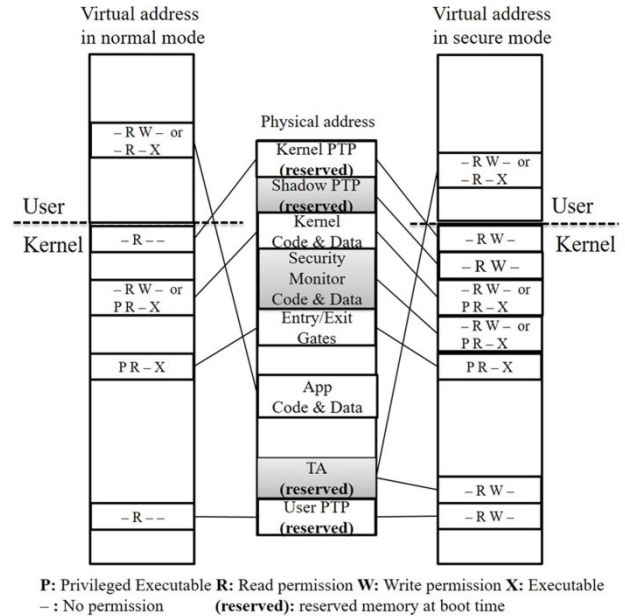 Virtual address
in normal mode
– R W – or
– R – X
User
Kernel
– R – –
– R W – or
P R – X
P R – X
– R – –
Physical address
Kernel PTP
(reserved)
Shadow PTP
(reserved)
Kernel
Code & Data
Security
Monitor
Code & Data
Entry/Exit
Gates
App
Code & Data
TA
(reserved)
User PTP
(reserved)
Virtual address
in secure mode
– R W – or
– R – X
User
Kernel
– R W –
– R W –
– R W – or
P R – X
– R W – or
P R – X
P R – X
– R W –
– R W –
P: Privileged Executable R: Read permission W: Write permission X: Executable
– : No permission (reserved): reserved memory at boot time